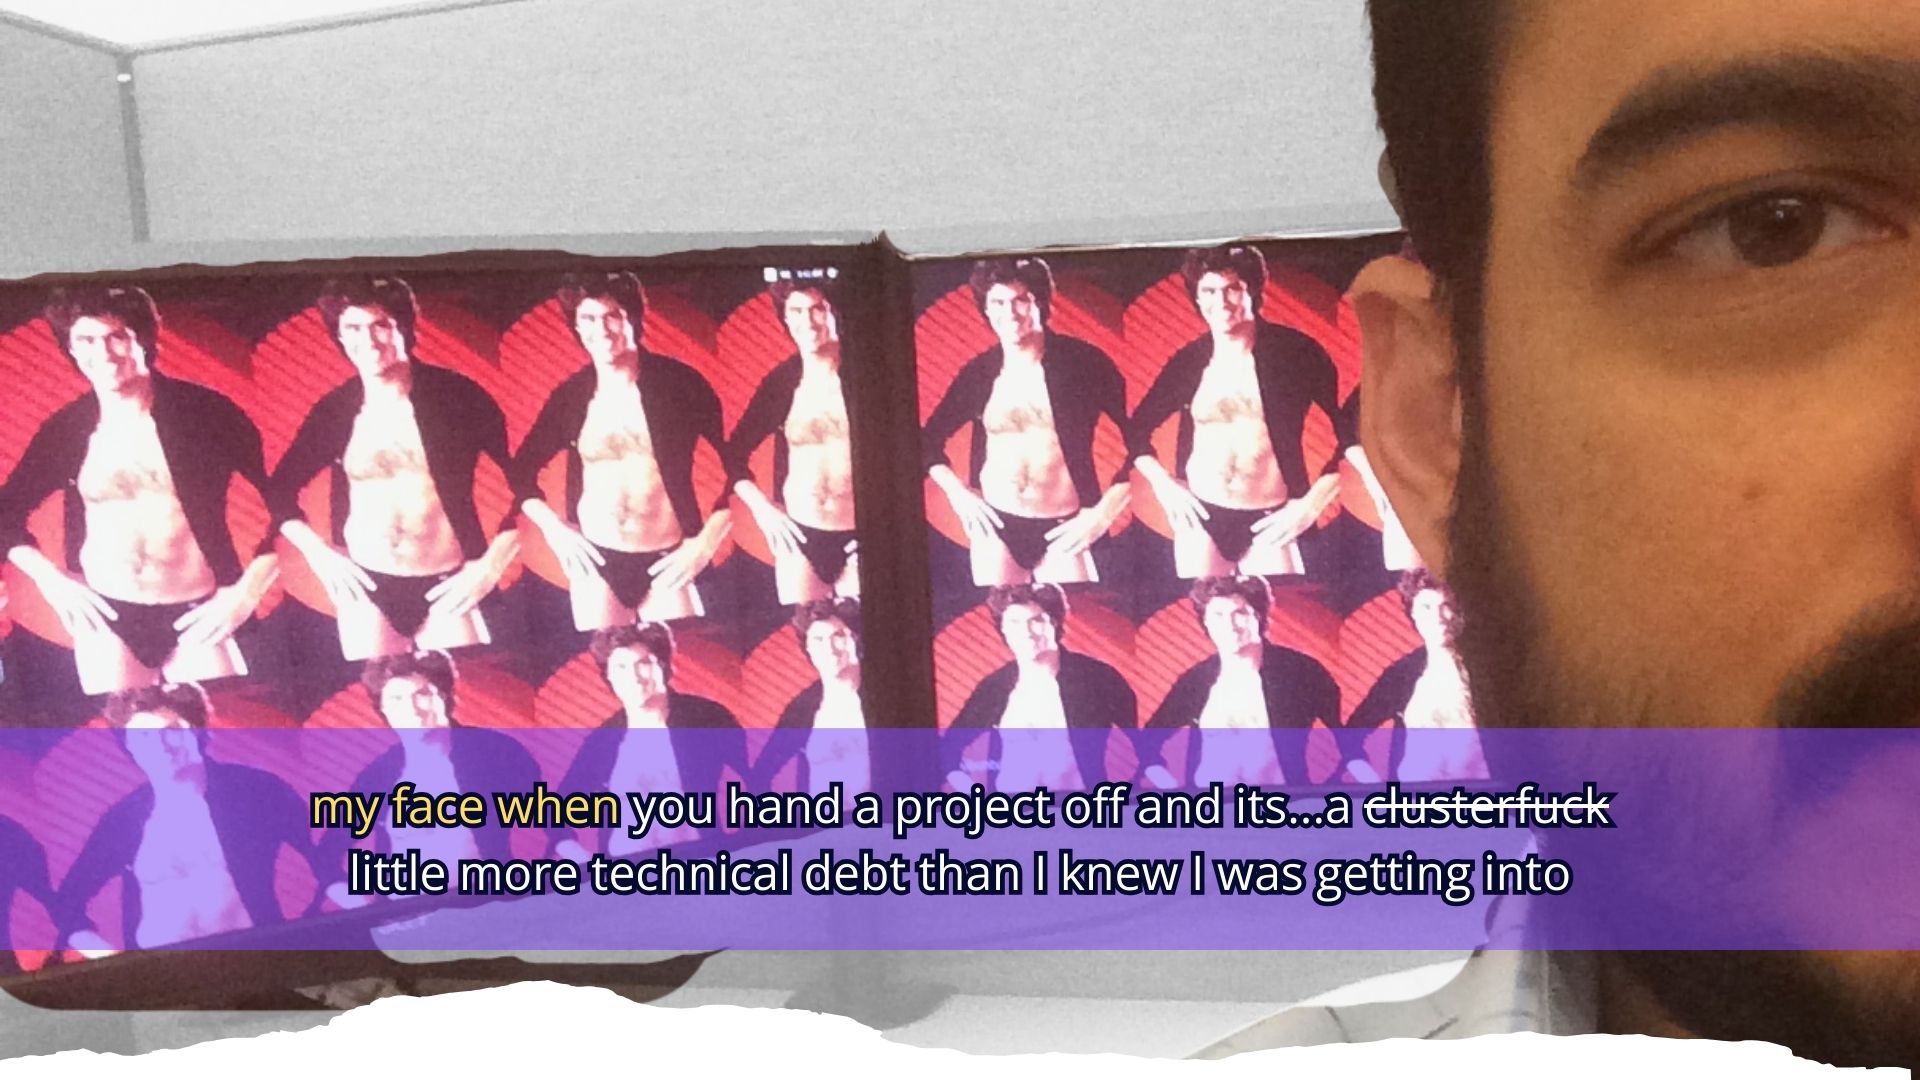 my face when you hand a project off and its...a clusterfuck
little more technical debt than I knew I was getting into